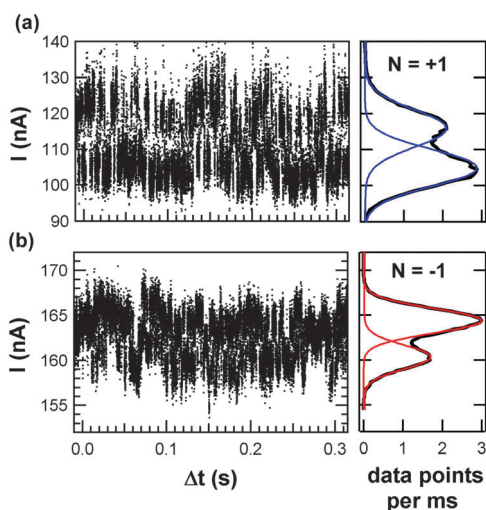 (a)
140
130
120
110
100
90
I (nA)
N = +1
(b)
170
165
160
155
I (nA)
N = -1
0.0 0.1 0.2 0.3
Δt (s)
0 1 2 3
data points
per ms